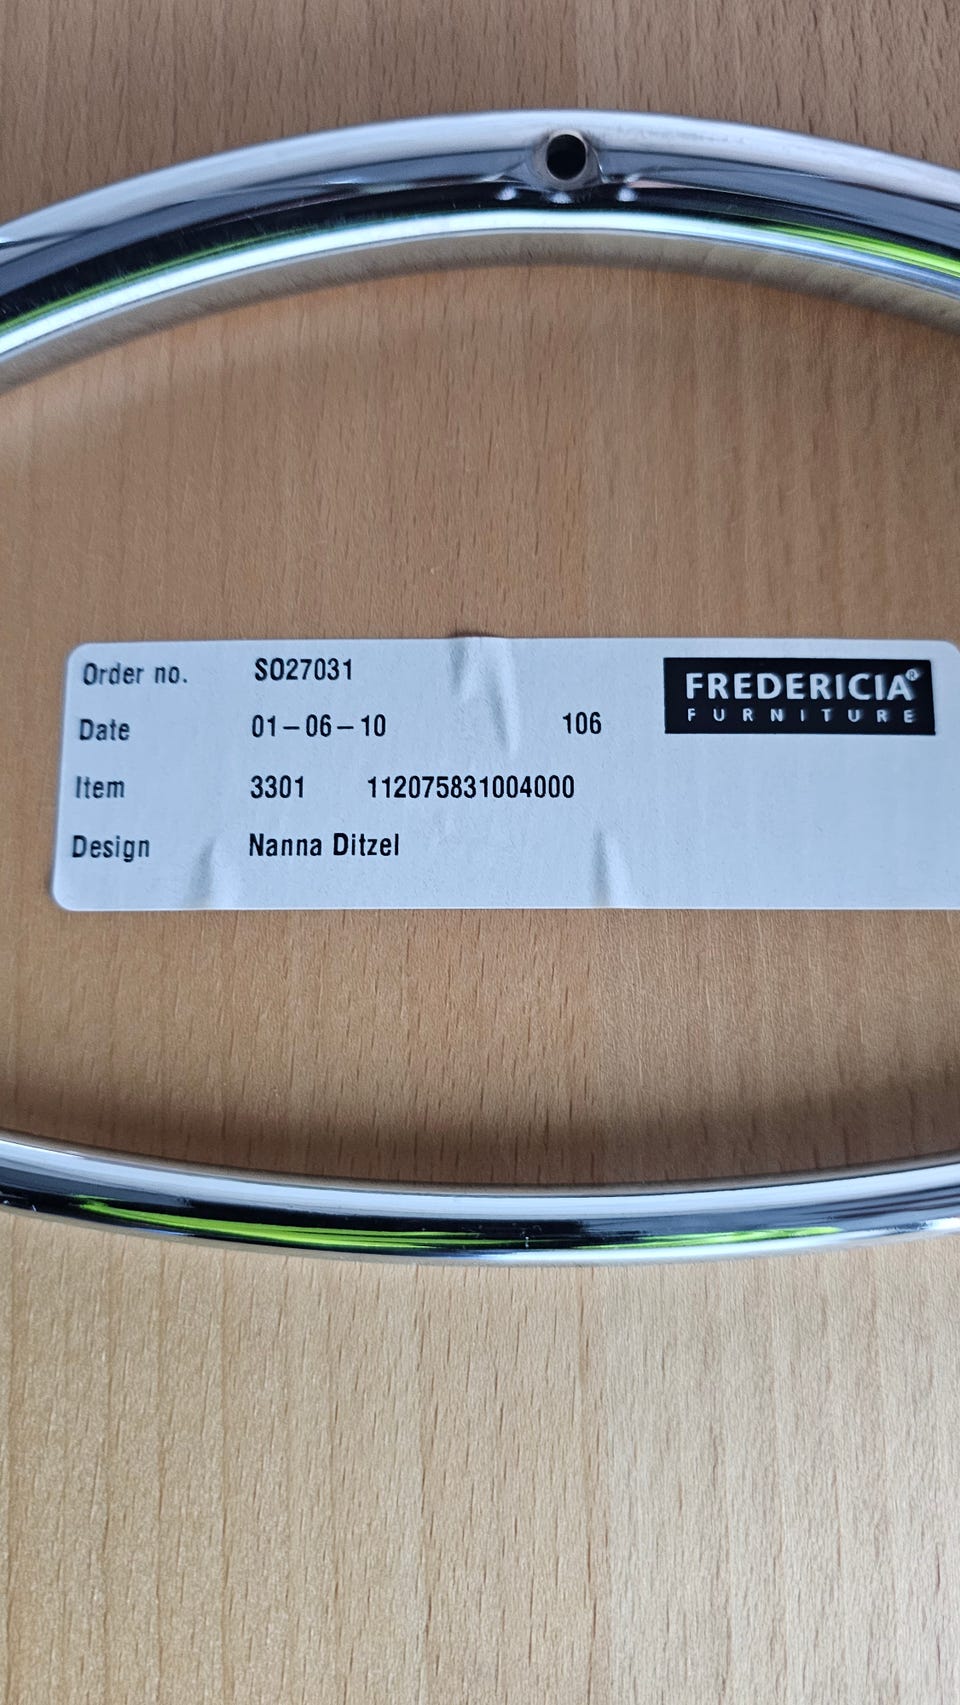 Order no. SO27031
FREDERICIA®
FURNITURE
Date 01-06-10 106
Item 3301 112075831004000
Design Nanna Ditzel